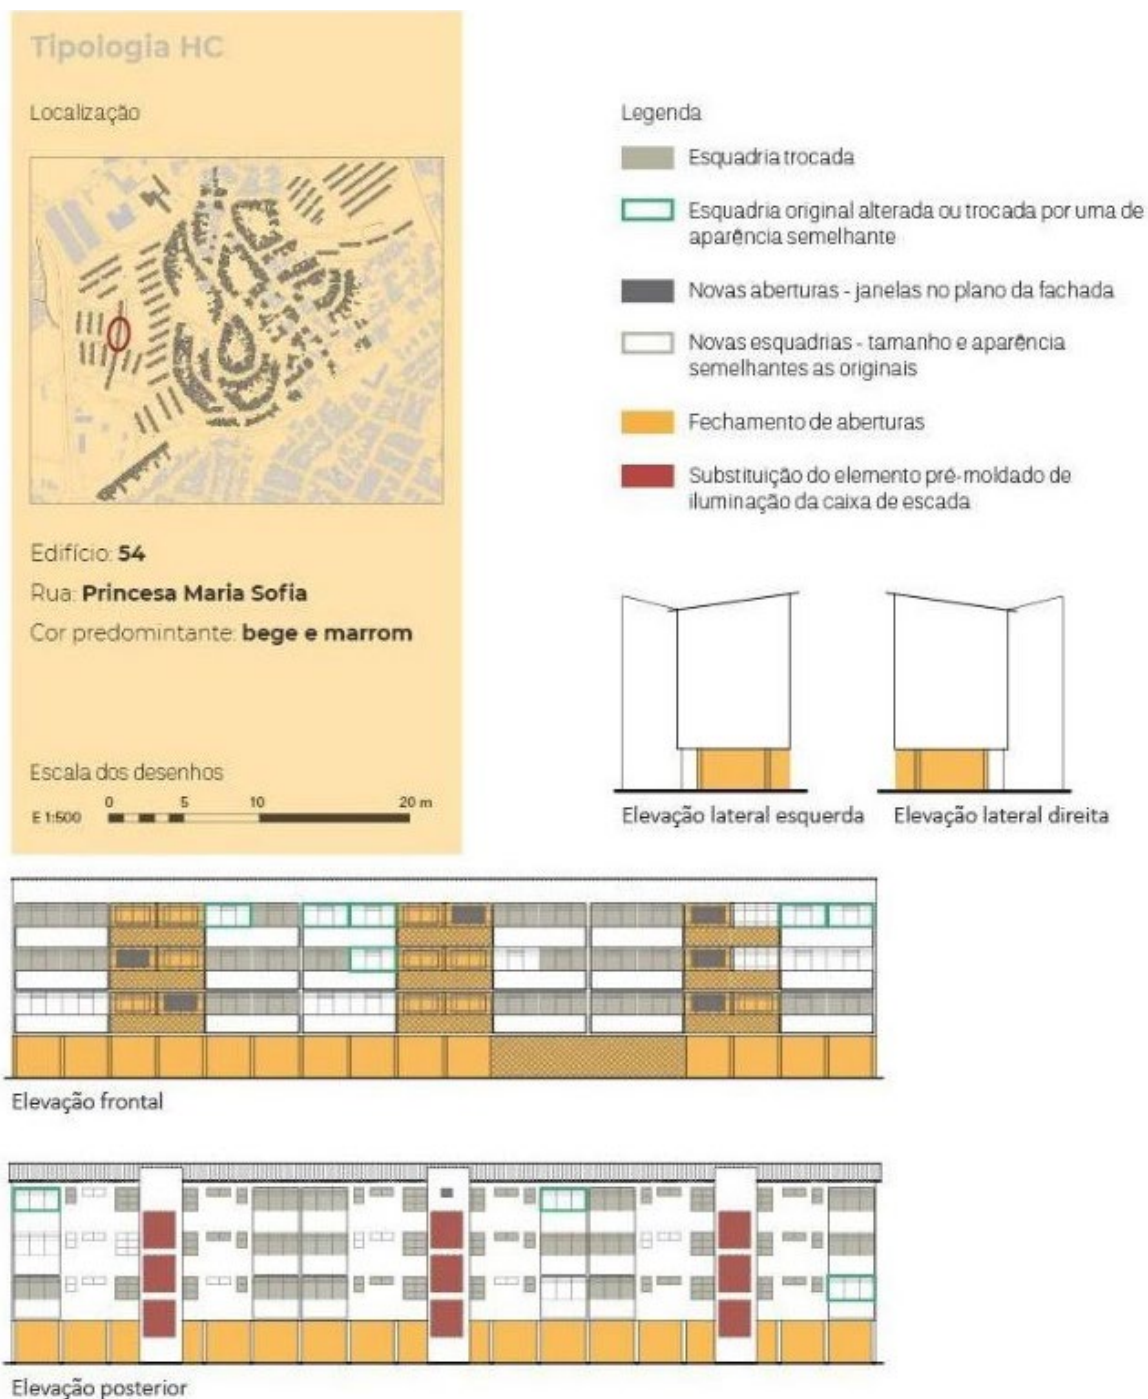 Tipologia HC
Localização
Edifício: 54
Rua: Princesa Maria Sofia
Cor predomintante: bege e marrom
Escala dos desenhos
0 5 10 20 m
E 1:500
Legenda
Esquadria trocada
Esquadria original alterada ou trocada por uma de
aparência semelhante
Novas aberturas - janelas no plano da fachada
Novas esquadrias - tamanho e aparência
semelhantes as originais
Fechamento de aberturas
Substituição do elemento pré-moldado de
iluminação da caixa de escada
Elevação lateral esquerda
Elevação lateral direita
Elevação frontal
Elevação posterior